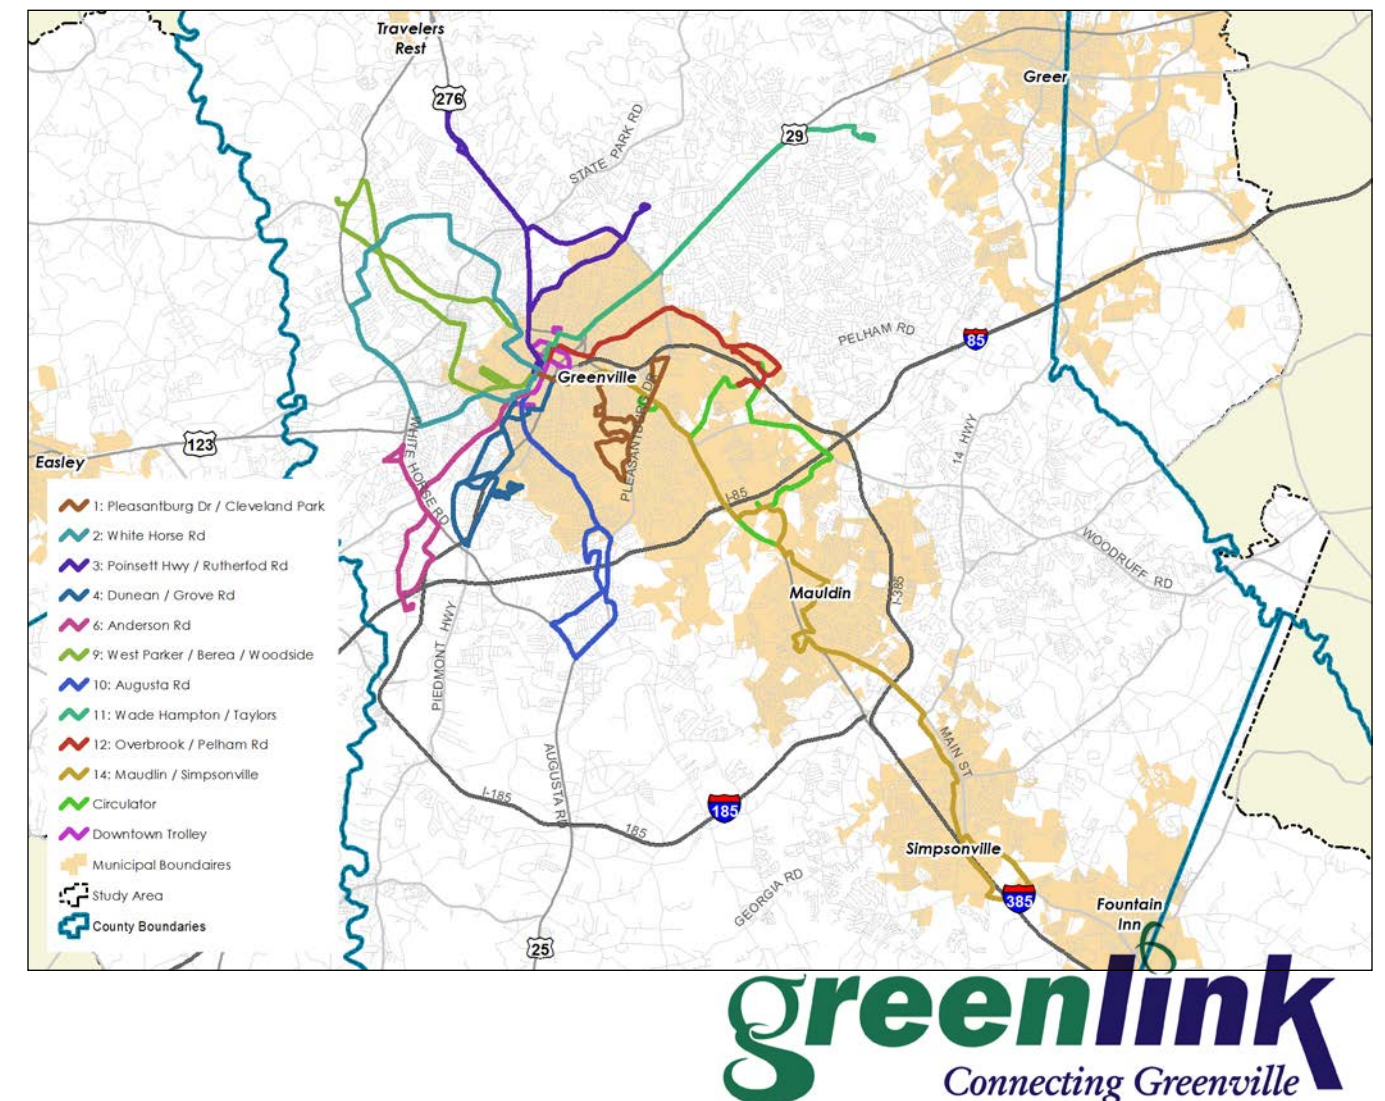 Travelers
Rest
276
STATE PARK RD
29
Greer
PELHAM RD
85
Greenville
PLEASANTSBURG DR
123
Easley
WHITE HORSE RD
14 HWY
I-85
WOODRUFF RD
I-385
Mauldin
PIEDMONT HWY
AUGUSTA RD
MAIN ST
I-185
185
185
Simpsonville
385
GEORGIA RD
Fountain
Inn
25
1: Pleasantburg Dr / Cleveland Park
2: White Horse Rd
3: Poinsett Hwy / Rutherfod Rd
4: Dunean / Grove Rd
6: Anderson Rd
9: West Parker / Berea / Woodside
10: Augusta Rd
11: Wade Hampton / Taylors
12: Overbrook / Pelham Rd
14: Maudlin / Simpsonville
Circulator
Downtown Trolley
Municipal Boundaires
Study Area
County Boundaries
greenlink
Connecting Greenville